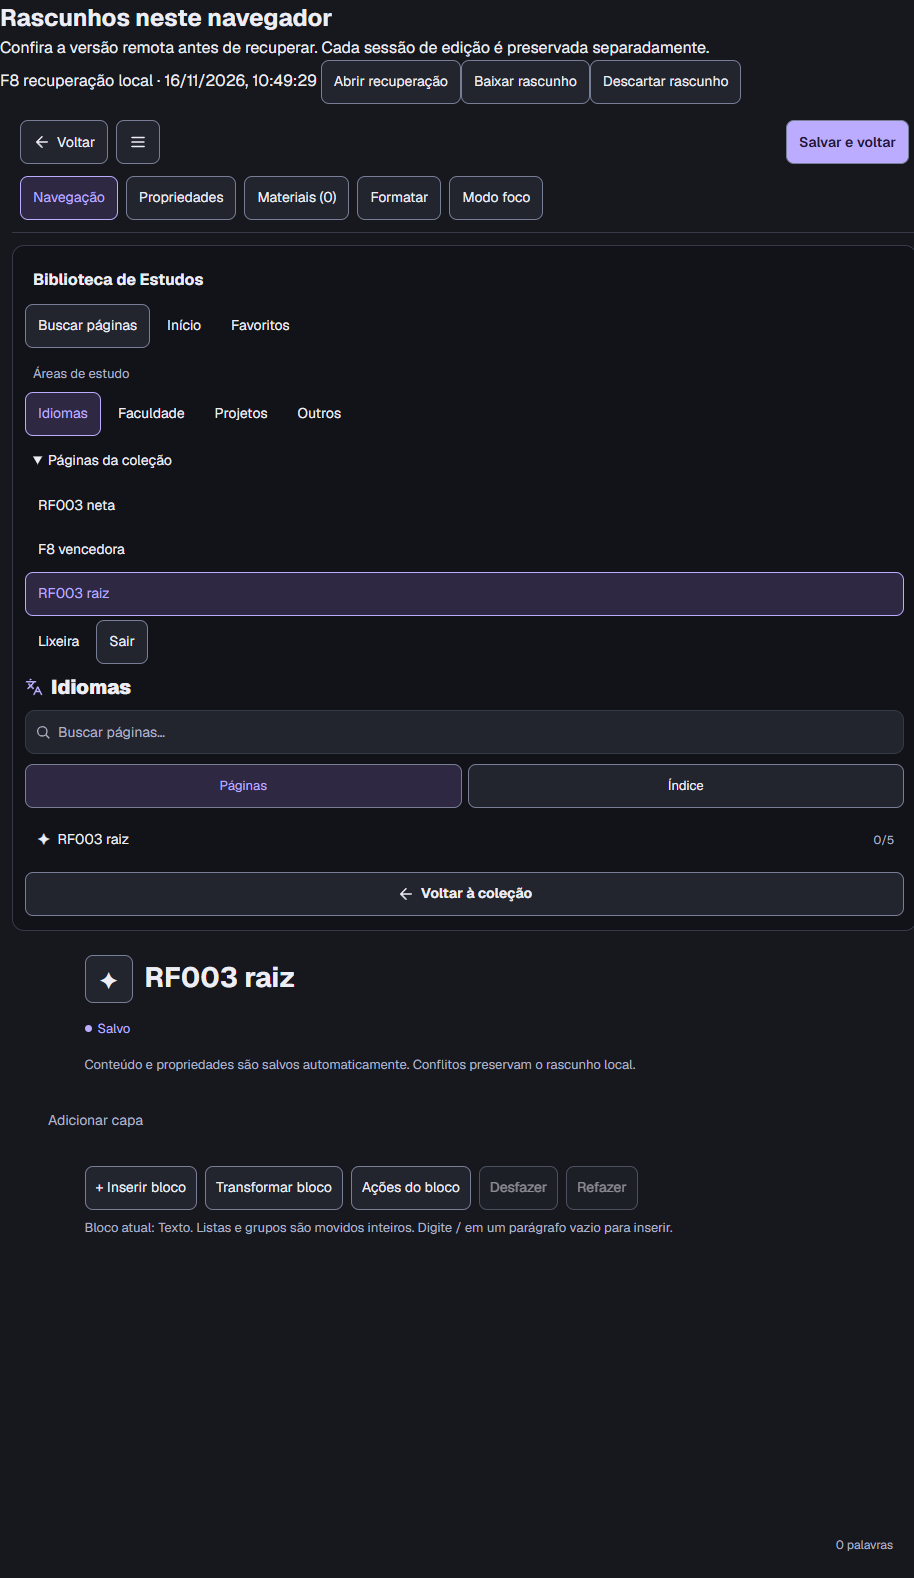 Rascunhos neste navegador
Confira a versão remota antes de recuperar. Cada sessão de edição é preservada separadamente.
F8 recuperação local · 16/11/2026, 10:49:29 Abrir recuperação Baixar rascunho Descartar rascunho
Voltar Salvar e voltar
Navegação Propriedades Materiais (0) Formatar Modo foco
Biblioteca de Estudos
Buscar páginas Início Favoritos
Áreas de estudo
Idiomas Faculdade Projetos Outros
▼ Páginas da coleção
RF003 neta
F8 vencedora
RF003 raiz
Lixeira Sair
Idiomas
Buscar páginas...
Páginas Índice
RF003 raiz 0/5
Voltar à coleção
RF003 raiz
Salvo
Conteúdo e propriedades são salvos automaticamente. Conflitos preservam o rascunho local.
Adicionar capa
+ Inserir bloco Transformar bloco Ações do bloco Desfazer Refazer
Bloco atual: Texto. Listas e grupos são movidos inteiros. Digite / em um parágrafo vazio para inserir.
0 palavras